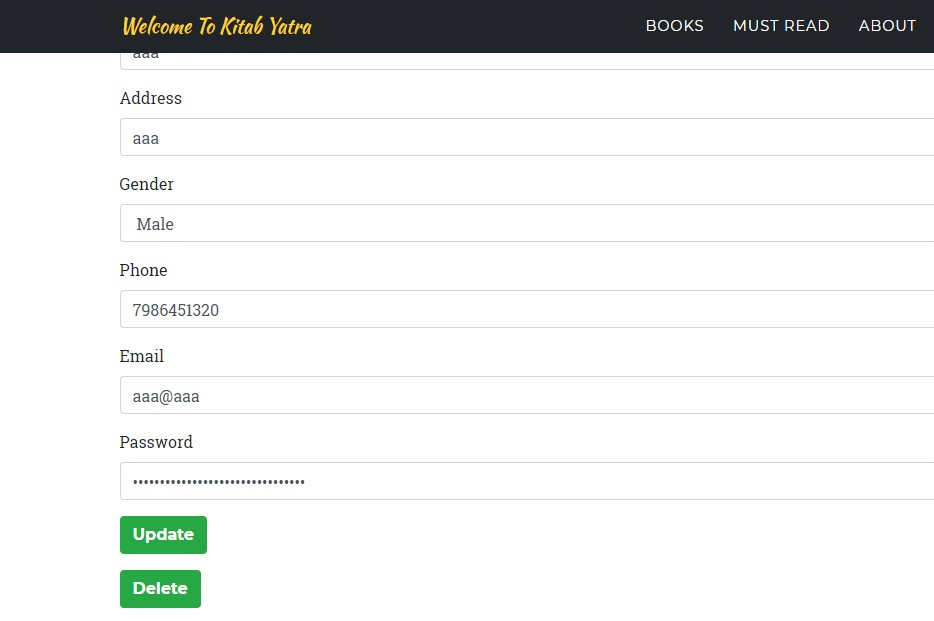 Welcome To Kitab Yatra
BOOKS
MUST READ
ABOUT
aaa
Address
aaa
Gender
Male
Phone
7986451320
Email
aaa@aaa
Password
••••••••••••••••••••••••••••••••
Update
Delete